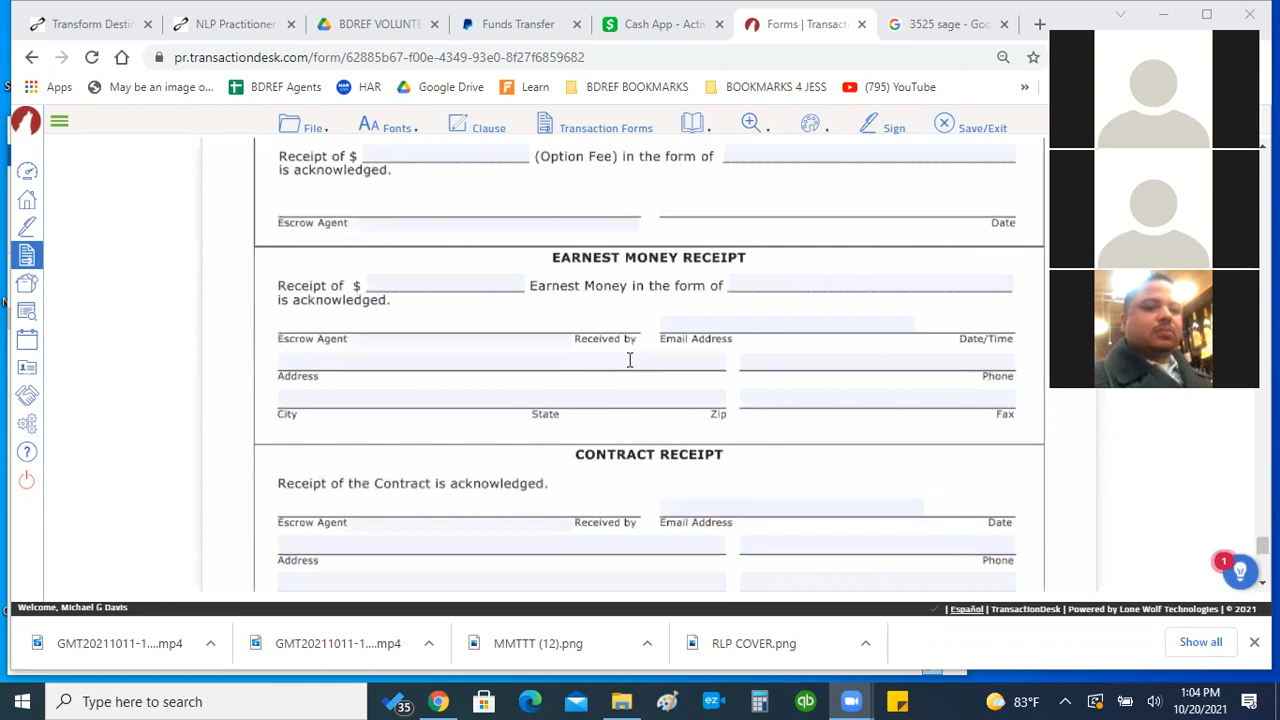 Transform Destin
NLP Practitioner
BDREF VOLUNT
Funds Transfer
Cash App - Activ
Forms | Transact
3525 sage - Goo
pr.transactiondesk.com/form/62885b67-f00e-4349-93e0-8f27f6859682
Apps
May be an image o...
BDREF Agents
HAR
Google Drive
Learn
BDREF BOOKMARKS
BOOKMARKS 4 JESS
(795) YouTube
»
File
Fonts
Clause
Transaction Forms
Sign
Save/Exit
Receipt of $ (Option Fee) in the form of
is acknowledged.
Escrow Agent Date
EARNEST MONEY RECEIPT
Receipt of $ Earnest Money in the form of
is acknowledged.
Escrow Agent Received by Email Address Date/Time
Address Phone
City State Zip Fax
CONTRACT RECEIPT
Receipt of the Contract is acknowledged.
Escrow Agent Received by Email Address Date
Address Phone
1
Welcome, Michael G Davis
| Español | TransactionDesk | Powered by Lone Wolf Technologies | © 2021
GMT20211011-1....mp4
GMT20211011-1....mp4
MMTTT (12).png
RLP COVER.png
Show all
Type here to search
35
ez
qb
83°F
1:04 PM
10/20/2021